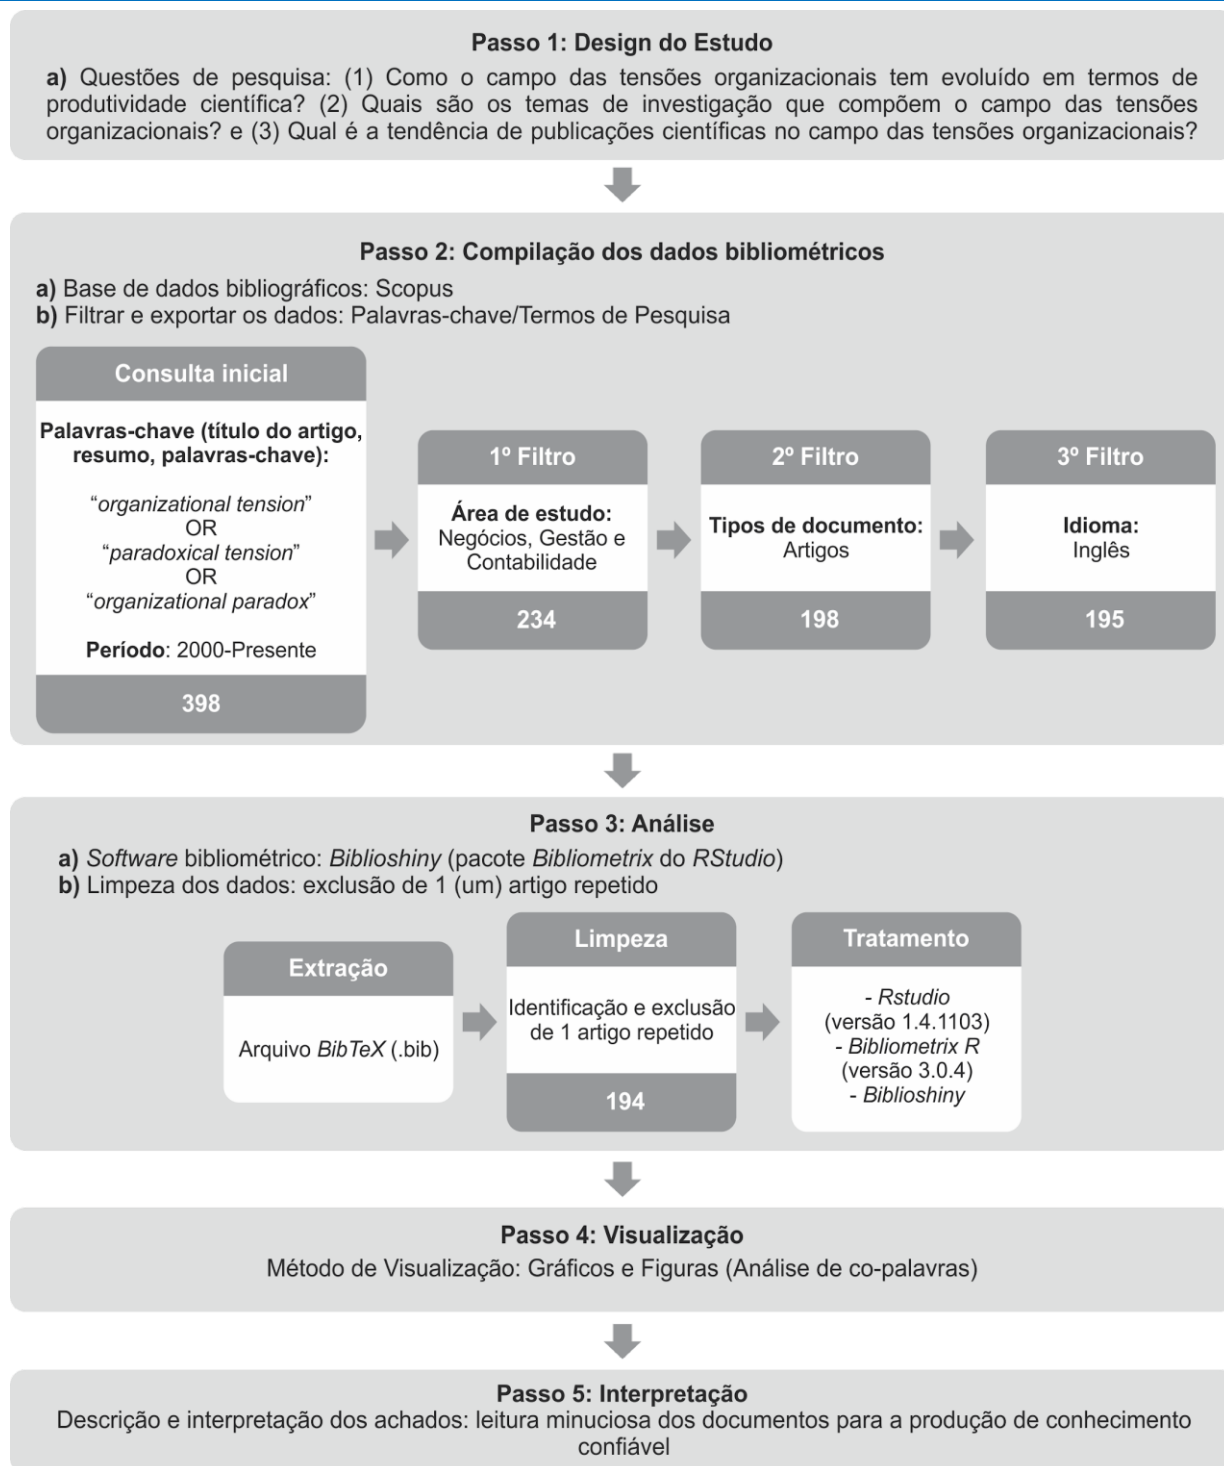 Passo 1: Design do Estudo
a) Questões de pesquisa: (1) Como o campo das tensões organizacionais tem evoluído em termos de
produtividade científica? (2) Quais são os temas de investigação que compõem o campo das tensões
organizacionais? e (3) Qual é a tendência de publicações científicas no campo das tensões organizacionais?
Passo 2: Compilação dos dados bibliométricos
a) Base de dados bibliográficos: Scopus
b) Filtrar e exportar os dados: Palavras-chave/Termos de Pesquisa
Consulta inicial
Palavras-chave (título do artigo,
resumo, palavras-chave):
“organizational tension”
OR
“paradoxical tension”
OR
“organizational paradox”
Período: 2000-Presente
398
1º Filtro
Área de estudo:
Negócios, Gestão e
Contabilidade
234
2º Filtro
Tipos de documento:
Artigos
198
3º Filtro
Idioma:
Inglês
195
Passo 3: Análise
a) Software bibliométrico: Biblioshiny (pacote Bibliometrix do RStudio)
b) Limpeza dos dados: exclusão de 1 (um) artigo repetido
Extração
Arquivo BibTeX (.bib)
Limpeza
Identificação e exclusão
de 1 artigo repetido
194
Tratamento
- Rstudio
(versão 1.4.1103)
- Bibliometrix R
(versão 3.0.4)
- Biblioshiny
Passo 4: Visualização
Método de Visualização: Gráficos e Figuras (Análise de co-palavras)
Passo 5: Interpretação
Descrição e interpretação dos achados: leitura minuciosa dos documentos para a produção de conhecimento
confiável